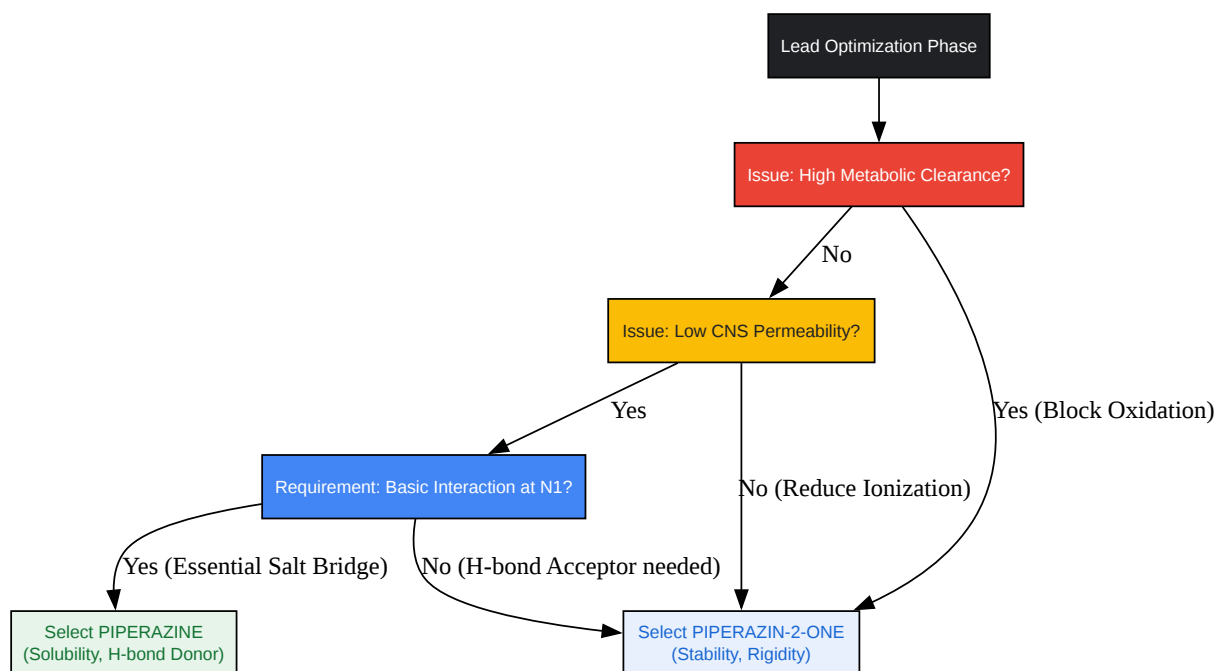 Lead Optimization Phase
Issue: High Metabolic Clearance?
No
Issue: Low CNS Permeability?
Yes
Yes (Block Oxidation)
Requirement: Basic Interaction at N1?
No (Reduce Ionization)
Yes (Essential Salt Bridge)
No (H-bond Acceptor needed)
Select PIPERAZINE
(Solubility, H-bond Donor)
Select PIPERAZIN-2-ONE
(Stability, Rigidity)